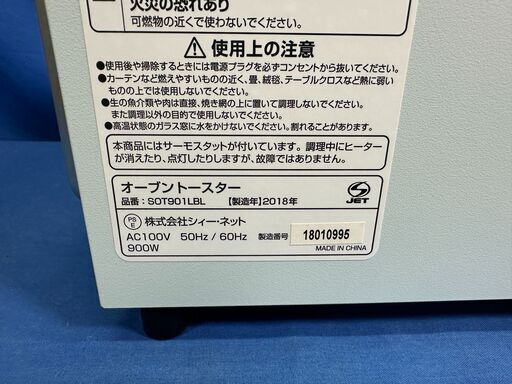 火災の恐れあり
可燃物の近くで使わないでください。
使用上の注意
●使用後や掃除するときには電源プラグを必ずコンセントから抜いてください。
●カーテンなど燃えやすいものの近く、畳、絨毯、テーブルクロスなど熱に弱い
ものの上では使用しないでください。
●生の魚介類や肉は直接、焼き網の上に置いて調理しないでください。
また調理以外の目的で使用しないでください。
●高温状態のガラス窓に水をかけないでください。割れることがあります。
本商品にはサーモスタットが付いています。調理中にヒーター
が消えたり、点灯したりしますが、故障ではありません。
オーブントースター
品番：SOT901LBL 【製造年】2018年
JET
PS E 株式会社シィー・ネット
AC100V 50Hz / 60Hz 製造番号 18010995
900W MADE IN CHINA